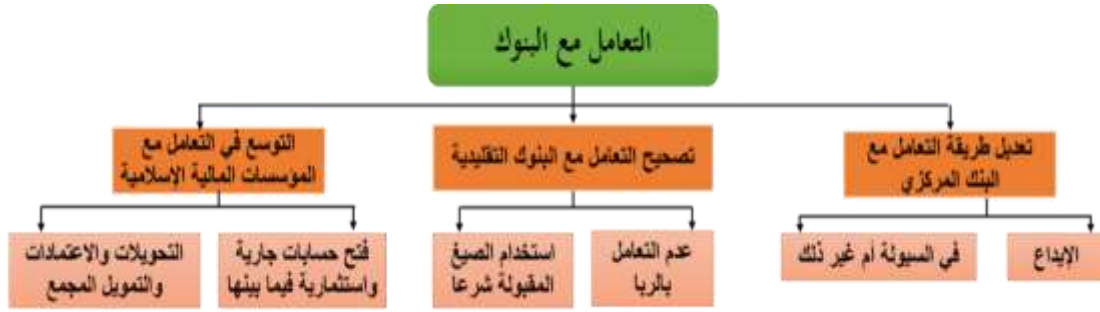 التعامل مع البنوك
تعديل طريقة التعامل مع
البنك المركزي
تصحيح التعامل مع البنوك التقليدية
التوسع في التعامل مع
المؤسسات المالية الإسلامية
الإيداع
في السيولة أم غير ذلك
عدم التعامل
بالربا
استخدام الصيغ
المقبولة شرعا
فتح حسابات جارية
واستثمارية فيما بينها
التحويلات والاعتمادات
والتمويل المجمع